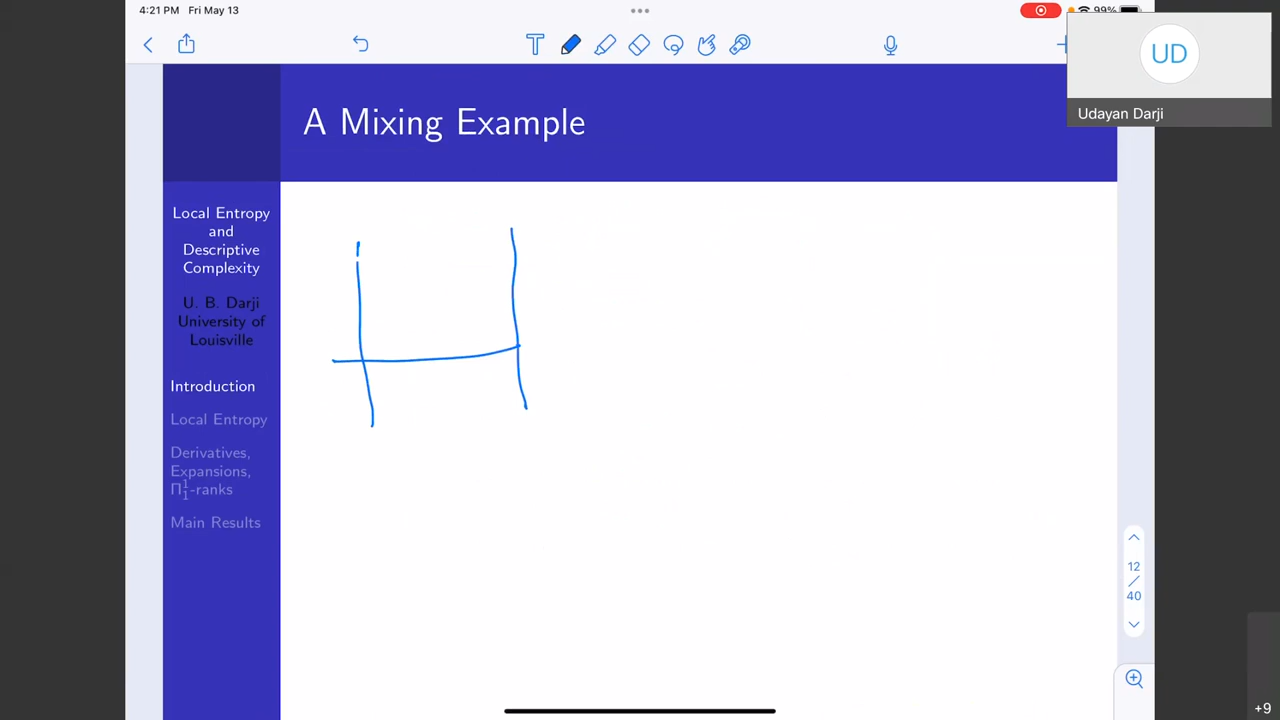 4:21 PM Fri May 13
99%
UD
Udayan Darji
A Mixing Example
Local Entropy
and
Descriptive
Complexity
U. B. Darji
University of
Louisville
Introduction
Local Entropy
Derivatives,
Expansions,
Π¹₁-ranks
Main Results
12
/
40
+9